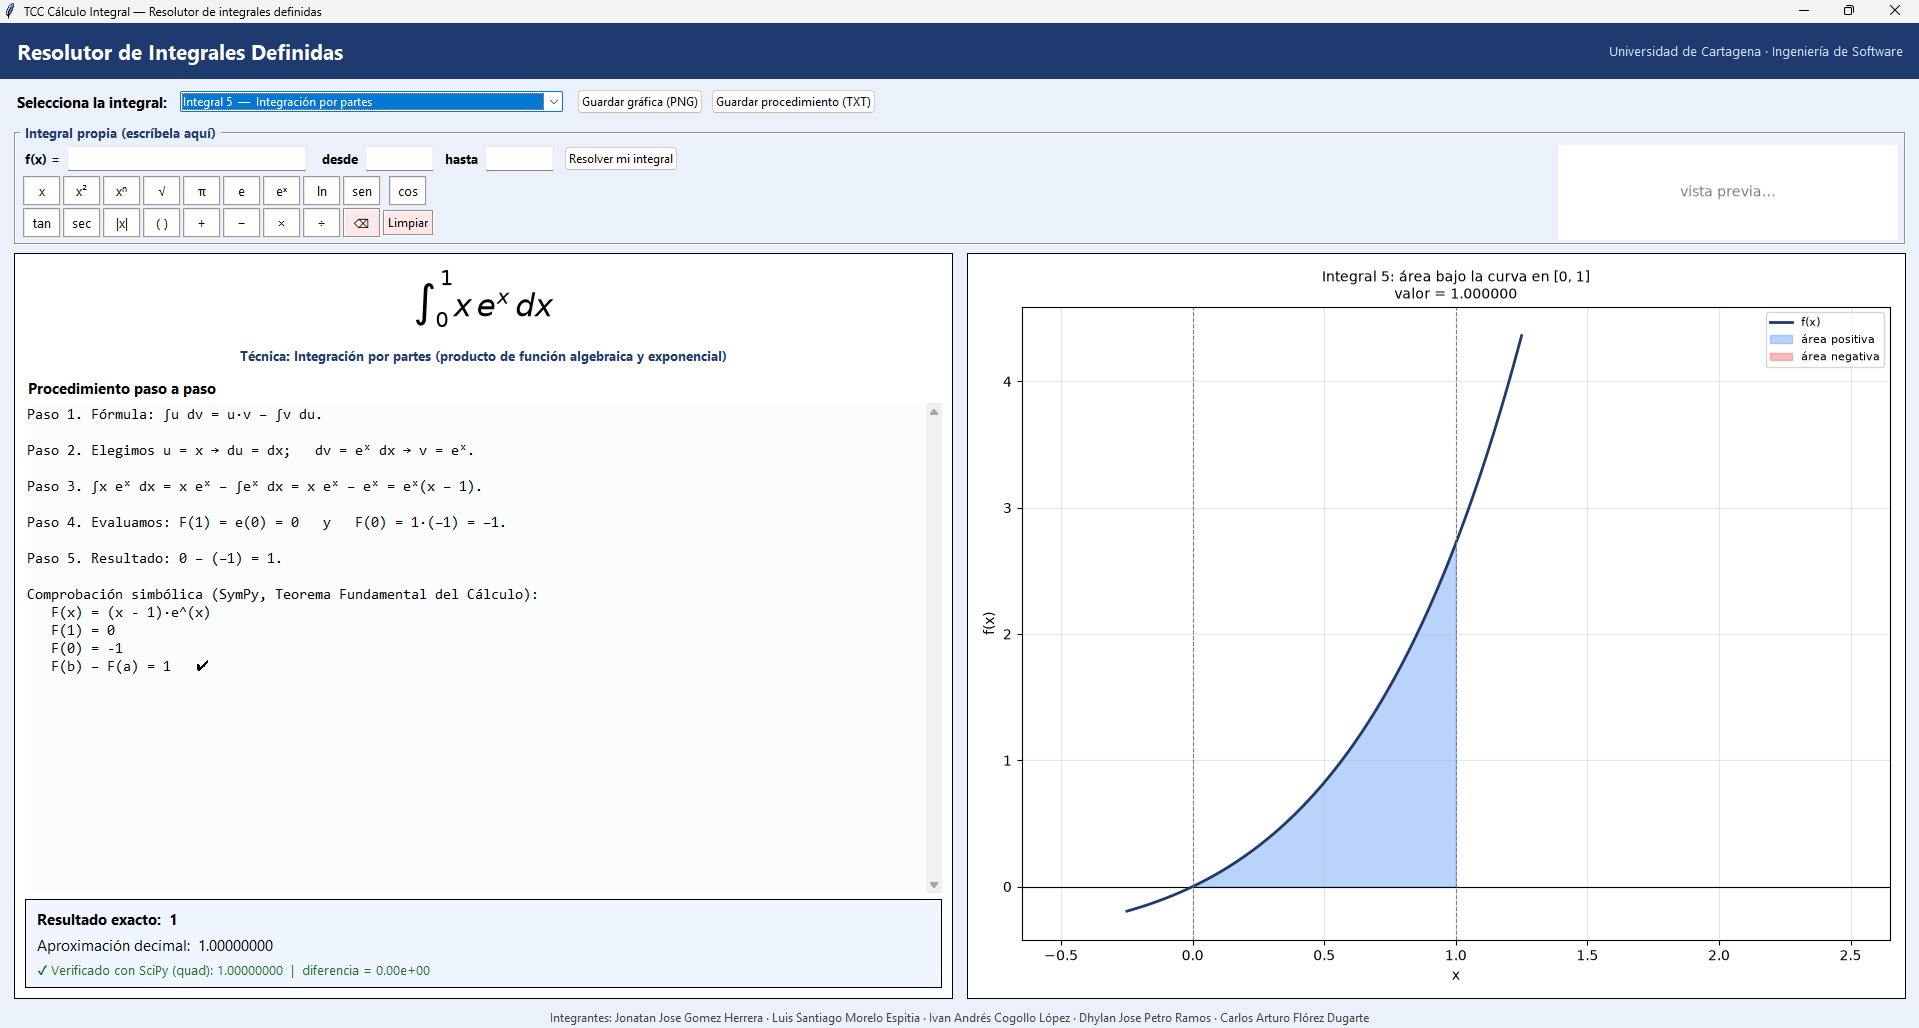 TCC Cálculo Integral — Resolutor de integrales definidas
Resolutor de Integrales Definidas
Universidad de Cartagena · Ingeniería de Software
Selecciona la integral: Integral 5 — Integración por partes Guardar gráfica (PNG) Guardar procedimiento (TXT)
Integral propia (escríbela aquí)
f(x) = desde hasta Resolver mi integral
x x² xⁿ √ π e eˣ ln sen cos
tan sec |x| ( ) + − × ÷ ⌫ Limpiar
vista previa...
∫₀¹ x eˣ dx
Técnica: Integración por partes (producto de función algebraica y exponencial)
Procedimiento paso a paso
Paso 1. Fórmula: ∫u dv = u·v − ∫v du.
Paso 2. Elegimos u = x → du = dx; dv = eˣ dx → v = eˣ.
Paso 3. ∫x eˣ dx = x eˣ − ∫eˣ dx = x eˣ − eˣ = eˣ(x − 1).
Paso 4. Evaluamos: F(1) = e(0) = 0 y F(0) = 1·(−1) = −1.
Paso 5. Resultado: 0 − (−1) = 1.
Comprobación simbólica (SymPy, Teorema Fundamental del Cálculo):
F(x) = (x - 1)·e^(x)
F(1) = 0
F(0) = -1
F(b) − F(a) = 1 ✔
Resultado exacto: 1
Aproximación decimal: 1.00000000
✓ Verificado con SciPy (quad): 1.00000000 | diferencia = 0.00e+00
Integral 5: área bajo la curva en [0, 1]
valor = 1.000000
f(x)
área positiva
área negativa
4
3
2
1
0
f(x)
−0.5 0.0 0.5 1.0 1.5 2.0 2.5
x
Integrantes: Jonatan Jose Gomez Herrera · Luis Santiago Morelo Espitia · Ivan Andrés Cogollo López · Dhylan Jose Petro Ramos · Carlos Arturo Flórez Dugarte